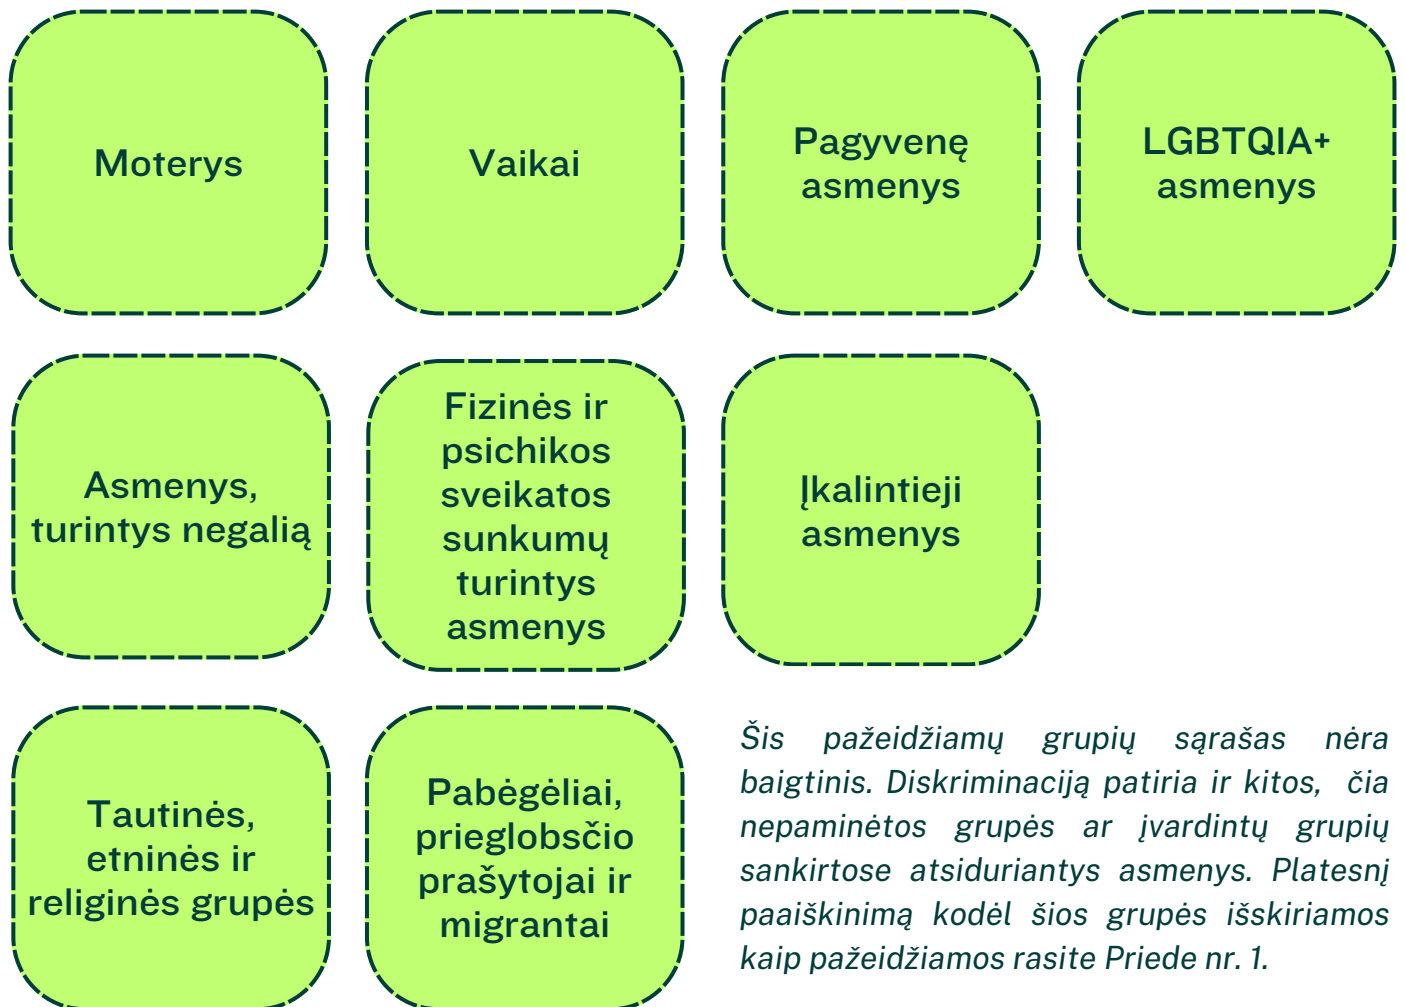 Moterys
Vaikai
Pagyvenę
asmenys
LGBTQIA+
asmenys
Asmenys,
turintys negalią
Fizinės ir
psichikos
sveikatos
sunkumų
turintys
asmenys
Įkalintieji
asmenys
Tautinės,
etninės ir
religinės grupės
Pabėgėliai,
prieglobsčio
prašytojai ir
migrantai
Šis pažeidžiamų grupių sąrašas nėra
baigtinis. Diskriminaciją patiria ir kitos, čia
nepaminėtos grupės ar įvardintų grupių
sankirtose atsiduriantys asmenys. Platesnį
paaiškinimą kodėl šios grupės išskiriamos
kaip pažeidžiamos rasite Priede nr. 1.